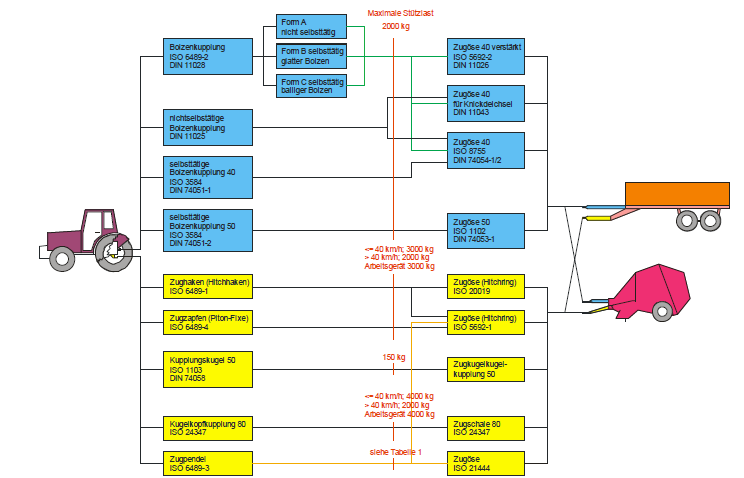 Maximale Stützlast
2000 kg
Bolzenkupplung
ISO 6489-2
DIN 11028
Form A
nicht selbsttätig
Form B selbsttätig
glatter Bolzen
Form C selbsttätig
balliger Bolzen
Zugöse 40 verstärkt
ISO 5692-2
DIN 11026
nichtselbstätige
Bolzenkupplung
DIN 11025
Zugöse 40
für Knickdeichsel
DIN 11043
selbsttätige
Bolzenkupplung 40
ISO 3584
DIN 74051-1
Zugöse 40
ISO 8755
DIN 74054-1/2
selbsttätige
Bolzenkupplung 50
ISO 3584
DIN 74051-2
Zugöse 50
ISO 1102
DIN 74053-1
<= 40 km/h; 3000 kg
> 40 km/h; 2000 kg
Arbeitsgerät 3000 kg
Zughaken (Hitchhaken)
ISO 6489-1
Zugöse (Hitchring)
ISO 20019
Zugzapfen (Piton-Fixe)
ISO 6489-4
Zugöse (Hitchring)
ISO 5692-1
150 kg
Kupplungskugel 50
ISO 1103
DIN 74058
Zugkugelkugel-
kupplung 50
<= 40 km/h; 4000 kg
> 40 km/h; 2000 kg
Arbeitsgerät 4000 kg
Kugelkopfkupplung 80
ISO 24347
Zugschale 80
ISO 24347
siehe Tabelle 1
Zugpendel
ISO 6489-3
Zugöse
ISO 21444